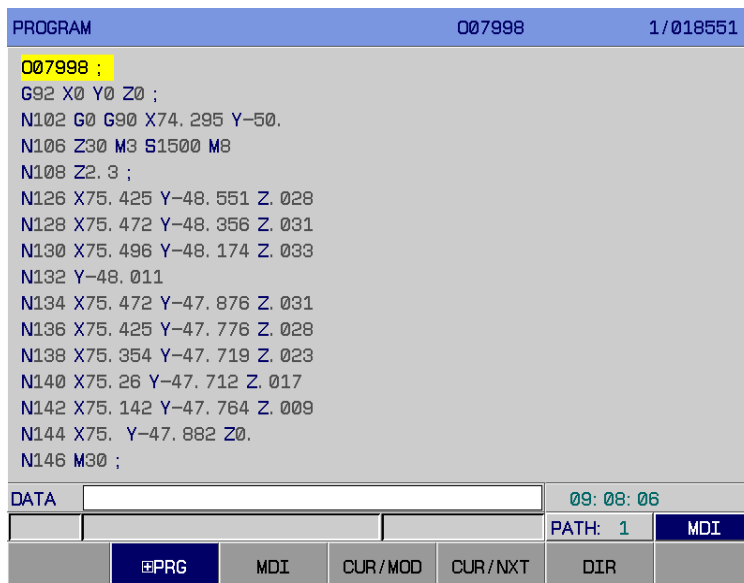 PROGRAM O07998 1/018551
O07998 ;
G92 X0 Y0 Z0 ;
N102 G0 G90 X74. 295 Y-50.
N106 Z30 M3 S1500 M8
N108 Z2. 3 ;
N126 X75. 425 Y-48. 551 Z. 028
N128 X75. 472 Y-48. 356 Z. 031
N130 X75. 496 Y-48. 174 Z. 033
N132 Y-48. 011
N134 X75. 472 Y-47. 876 Z. 031
N136 X75. 425 Y-47. 776 Z. 028
N138 X75. 354 Y-47. 719 Z. 023
N140 X75. 26 Y-47. 712 Z. 017
N142 X75. 142 Y-47. 764 Z. 009
N144 X75. Y-47. 882 Z0.
N146 M30 ;
DATA 09: 08: 06
PATH: 1 MDI
⊞PRG MDI CUR/MOD CUR/NXT DIR